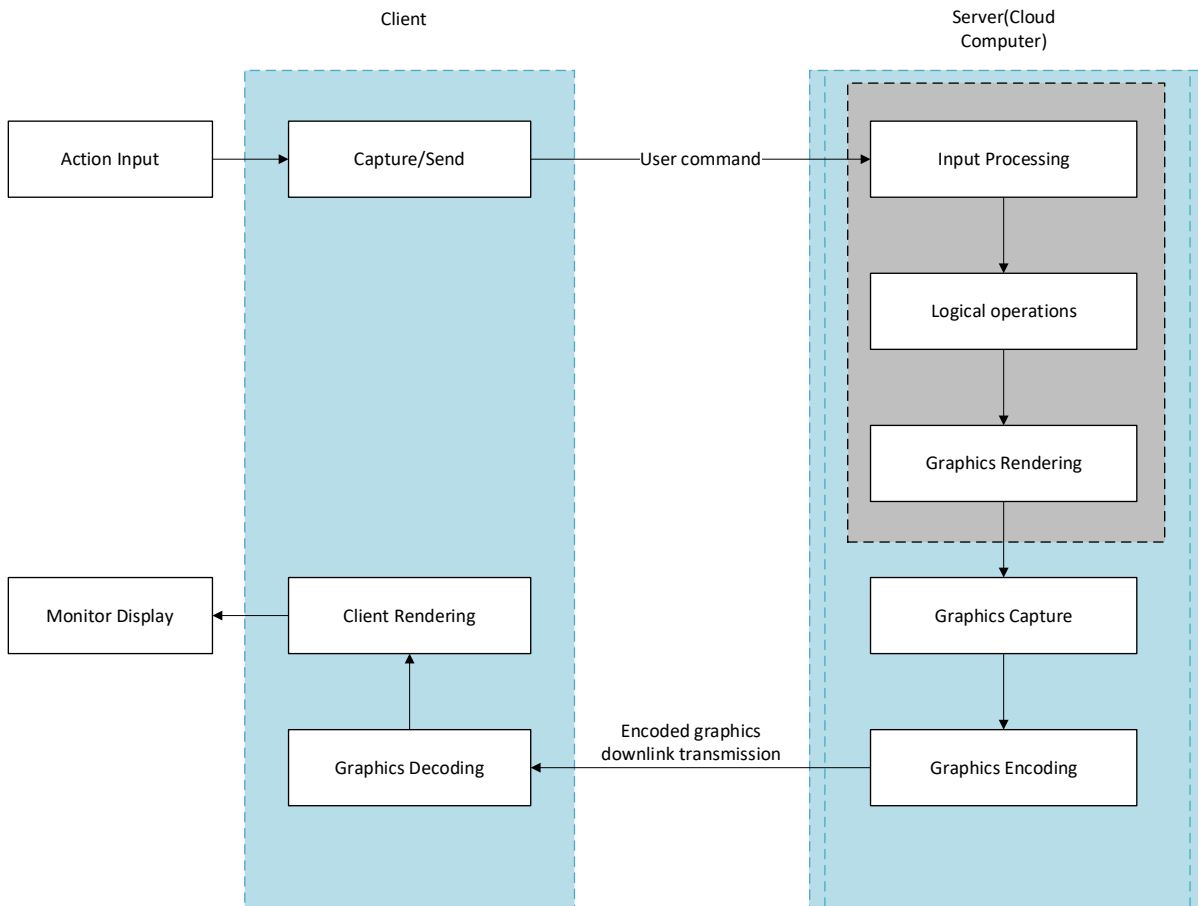 Client
Server(Cloud
Computer)
Action Input
Capture/Send
User command
Input Processing
Logical operations
Graphics Rendering
Monitor Display
Client Rendering
Graphics Capture
Encoded graphics
downlink transmission
Graphics Decoding
Graphics Encoding